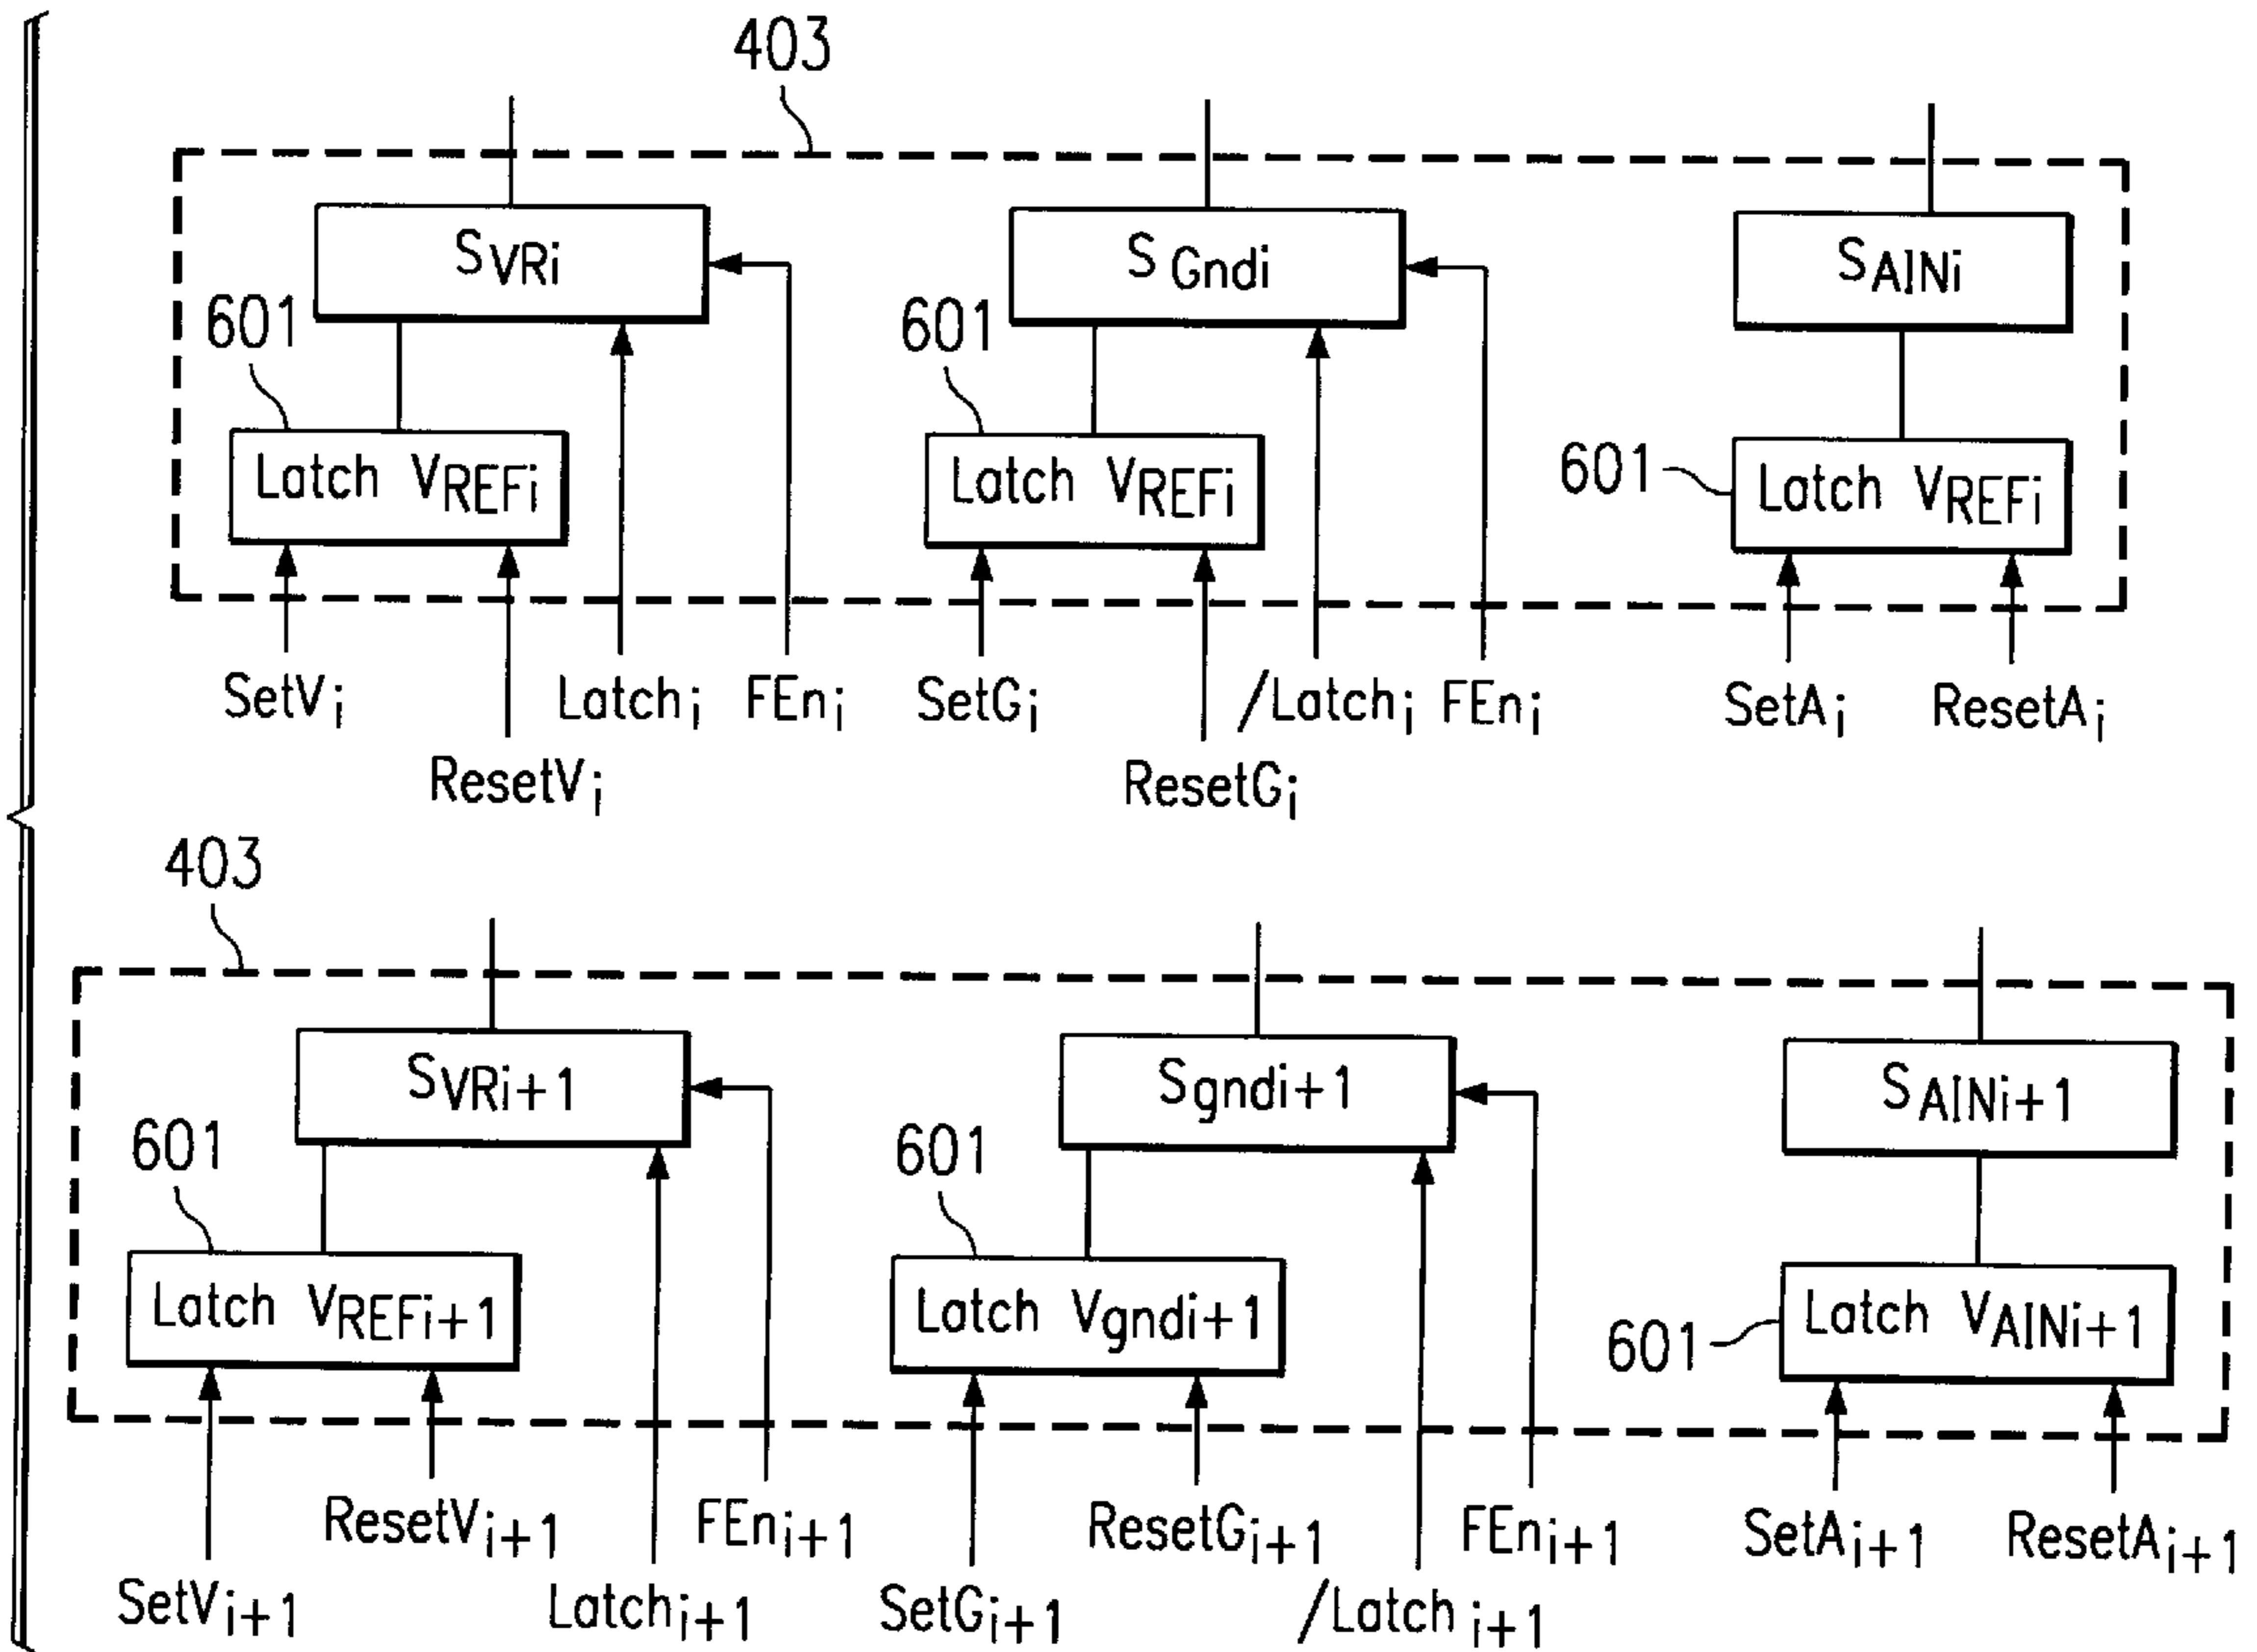 403
S VRi
S Gndi
S AINi
601
601
601
Latch VREFi
Latch VREFi
Latch VREFi
SetVi
Latchi
FEni
SetGi
/Latchi
FEni
SetAi
ResetAi
ResetVi
ResetGi
403
SVRi+1
Sgndi+1
SAINi+1
601
601
601
Latch VREFi+1
Latch Vgndi+1
Latch VAINi+1
ResetVi+1
FEni+1
ResetGi+1
FEni+1
SetAi+1
ResetAi+1
SetVi+1
Latchi+1
SetGi+1
/Latch i+1